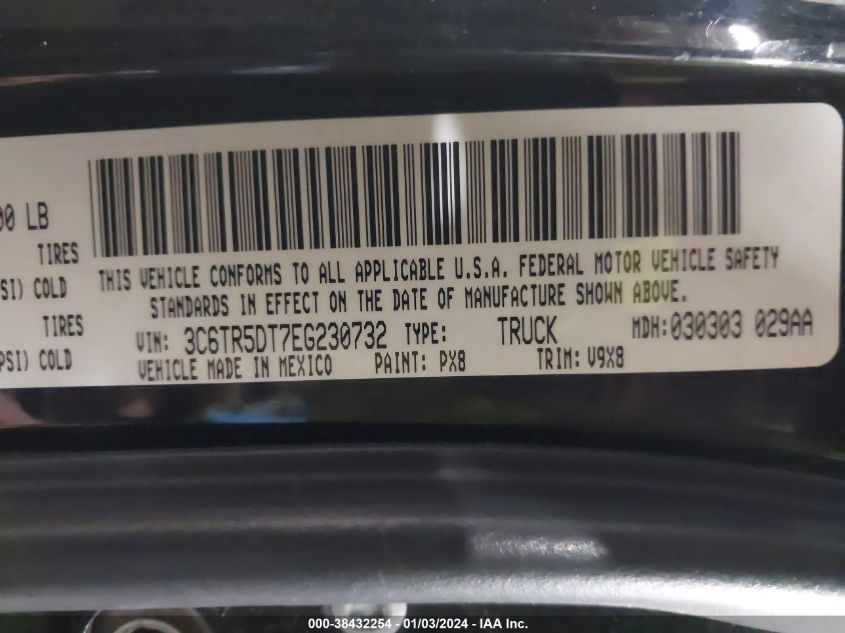 00 LB
TIRES
SI) COLD
TIRES
PSI) COLD
THIS VEHICLE CONFORMS TO ALL APPLICABLE U.S.A. FEDERAL MOTOR VEHICLE SAFETY
STANDARDS IN EFFECT ON THE DATE OF MANUFACTURE SHOWN ABOVE.
VIN: 3C6TR5DT7EG230732 TYPE: TRUCK MDH: 030303 029AA
VEHICLE MADE IN MEXICO PAINT: PX8 TRIM: V9X8
000-38432254 - 01/03/2024 - IAA Inc.